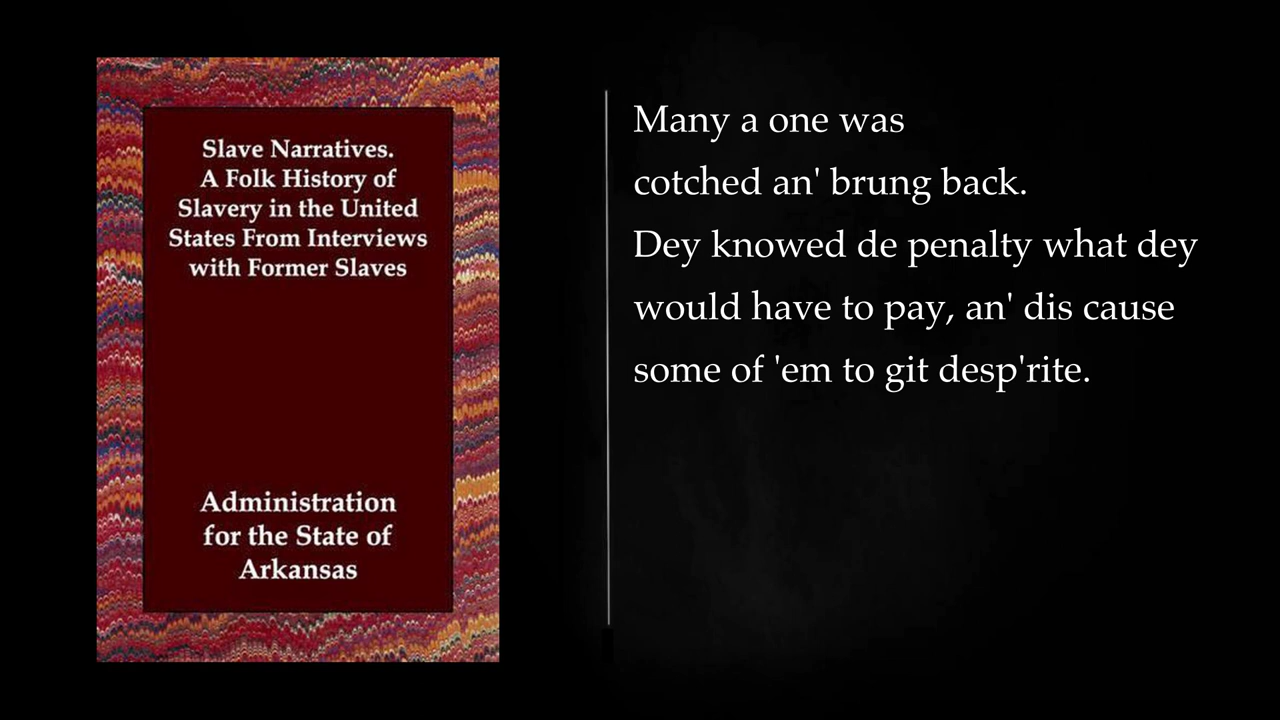 Slave Narratives.
A Folk History of
Slavery in the United
States From Interviews
with Former Slaves
Administration
for the State of
Arkansas
Many a one was
cotched an' brung back.
Dey knowed de penalty what dey
would have to pay, an' dis cause
some of 'em to git desp'rite.